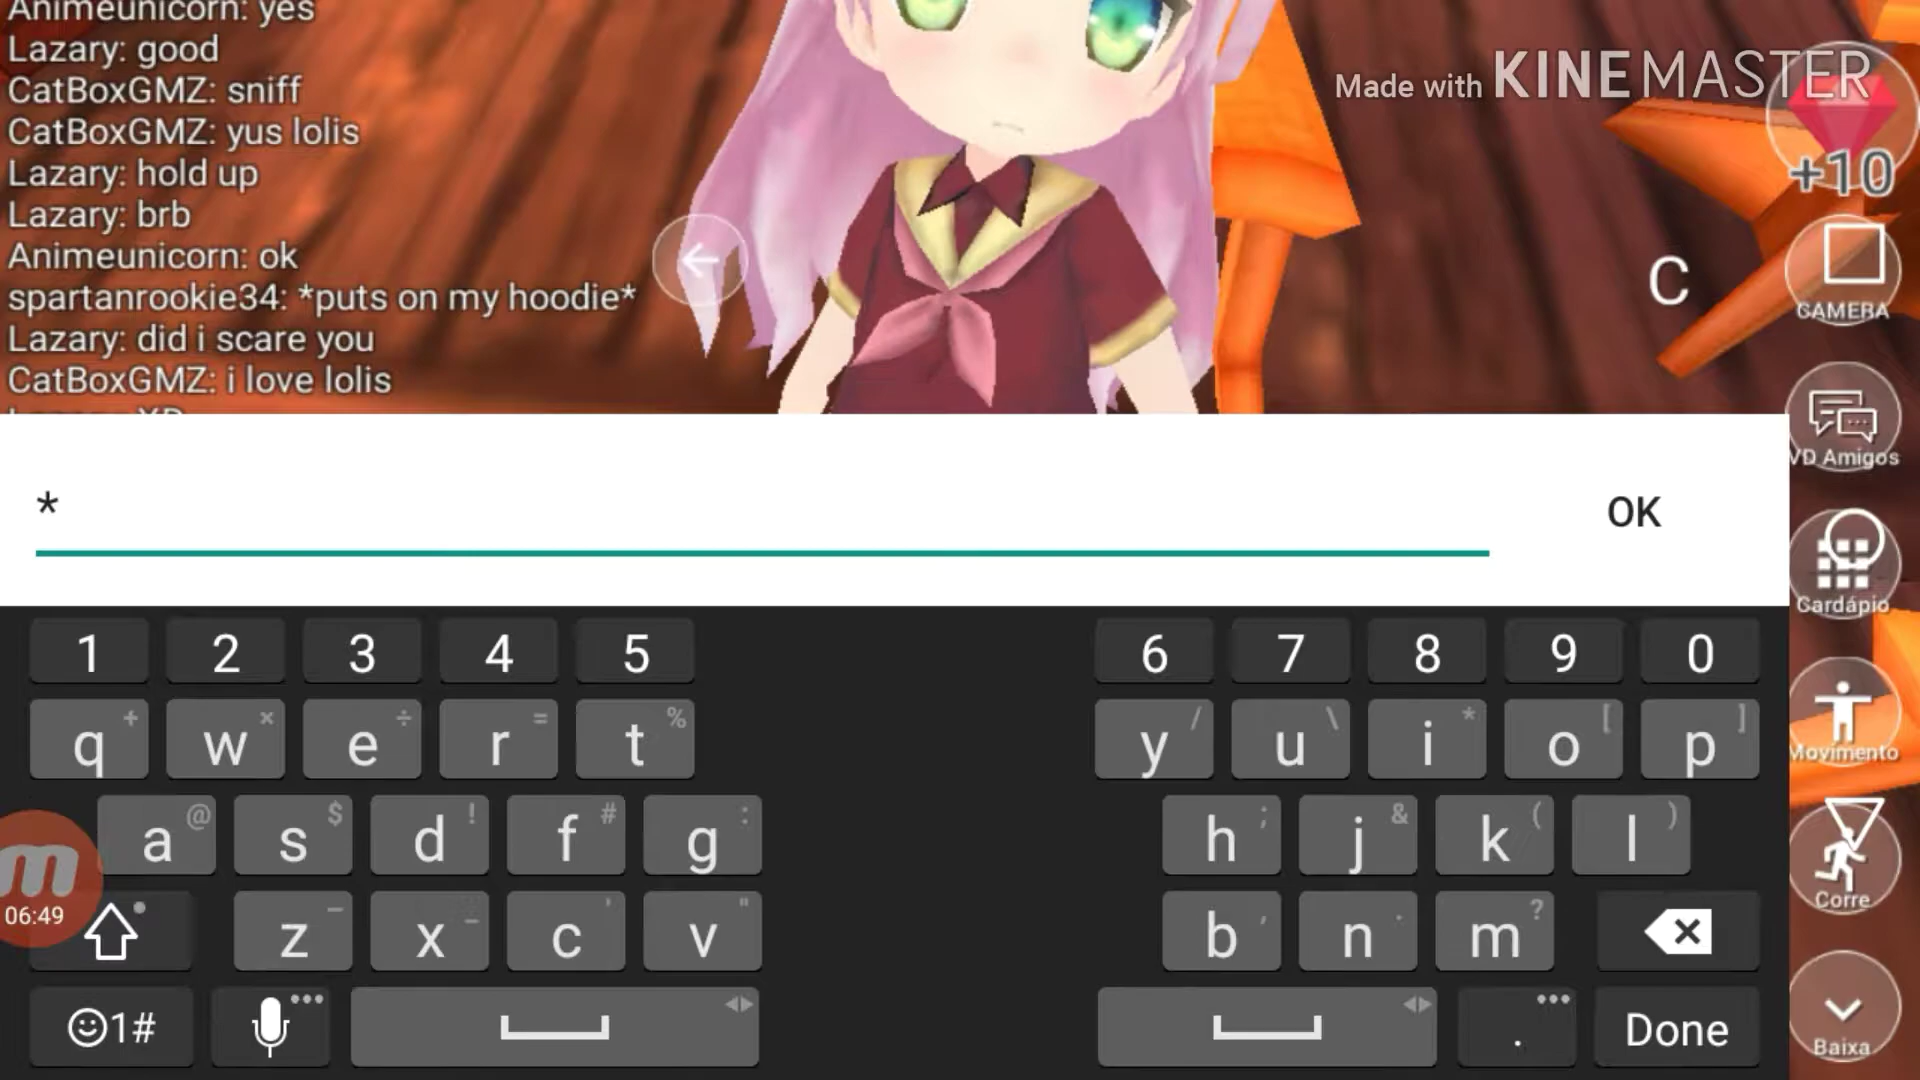 Animeunicorn: yes
Lazary: good
CatBoxGMZ: sniff
CatBoxGMZ: yus lolis
Lazary: hold up
Lazary: brb
Animeunicorn: ok
spartanrookie34: *puts on my hoodie*
Lazary: did i scare you
CatBoxGMZ: i love lolis
Made with KINEMASTER
+10
C
CAMERA
VD Amigos
Cardápio
Movimento
Corre
Baixa
*
OK
1 2 3 4 5 6 7 8 9 0
q + w × e ÷ r = t % y / u \ i * o [ p ]
a @ s $ d ! f # g : h ; j & k ( l )
m
06:49
z – x _ c ' v " b , n . m ?
1# . Done